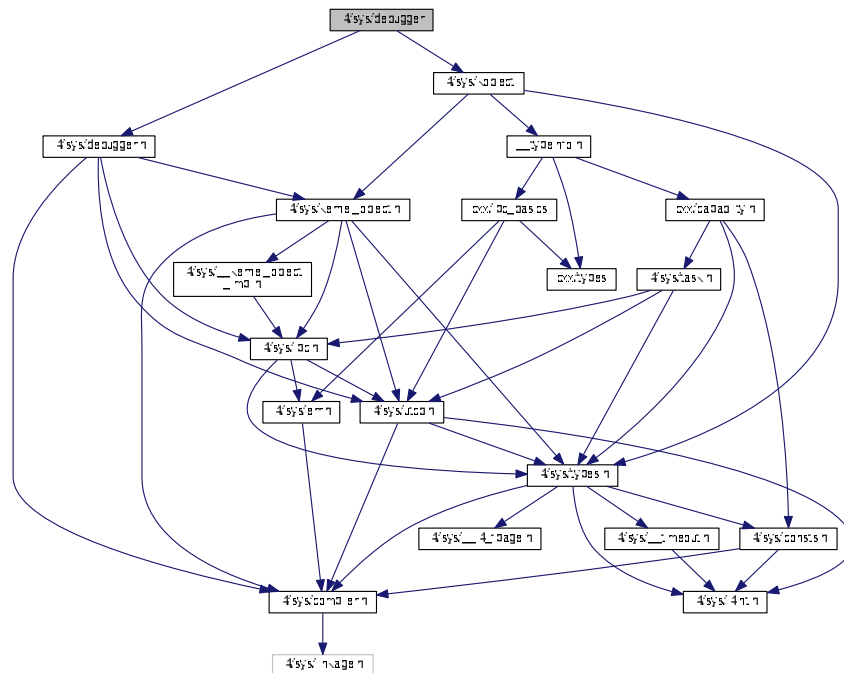 l4/sys/debugger
l4/sys/kobject
l4/sys/debugger.h
__typeinfo.h
l4/sys/kernel_object.h
cxx/ipc_basics
cxx/capability.h
l4/sys/__kernel_object
_impl.h
cxx/types
l4/sys/task.h
l4/sys/ipc.h
l4/sys/err.h
l4/sys/utcb.h
l4/sys/types.h
l4/sys/__l4_fpage.h
l4/sys/__timeout.h
l4/sys/consts.h
l4/sys/compiler.h
l4/sys/l4int.h
l4/sys/linkage.h